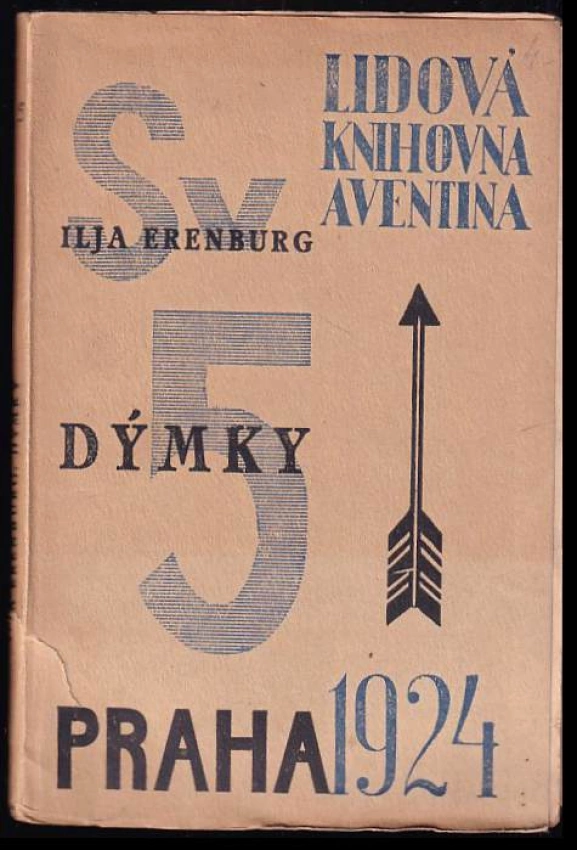 LIDOVÁ
KNIHOVNA
AVENTINA
Sv
ILJA ERENBURG
5
DÝMKY
PRAHA 1924